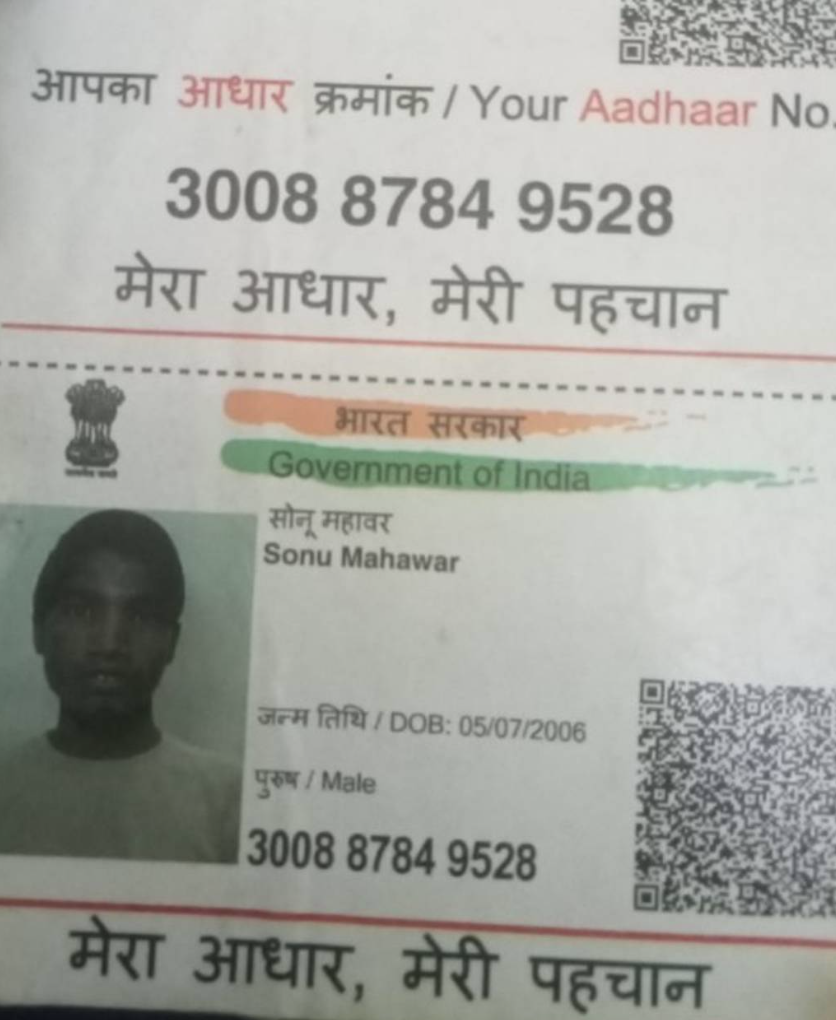 आपका आधार क्रमांक / Your Aadhaar No.
3008 8784 9528
मेरा आधार, मेरी पहचान
भारत सरकार
Government of India
सोनू महावर
Sonu Mahawar
जन्म तिथि / DOB: 05/07/2006
पुरुष / Male
3008 8784 9528
मेरा आधार, मेरी पहचान